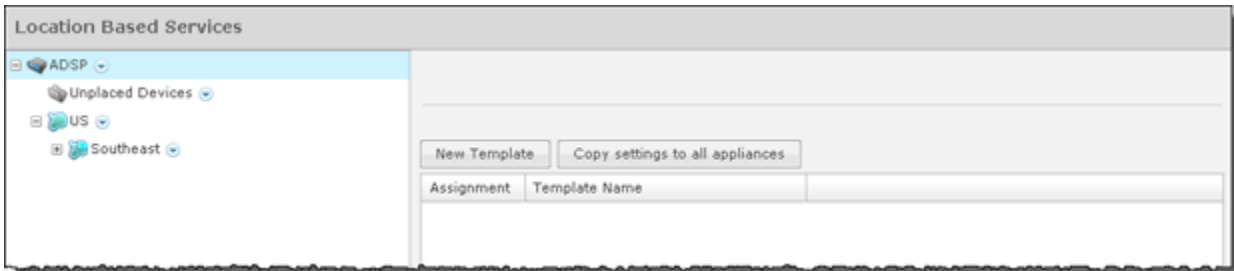 Location Based Services
ADSP
Unplaced Devices
US
Southeast
New Template Copy settings to all appliances
Assignment Template Name